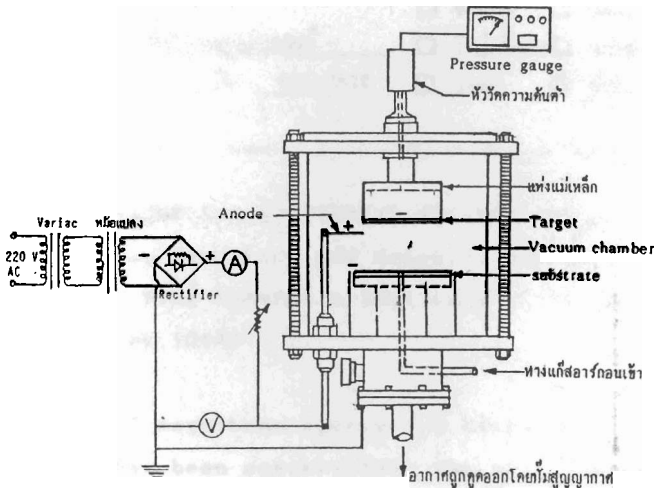 Pressure gauge
หัววัดความดันต่ำ
แท่งแม่เหล็ก
Variac
หม้อแปลง
Anode
+
−
Target
Vacuum chamber
substrate
220 V
AC
−
+
A
Rectifier
V
ทางแก๊สอาร์กอนเข้า
อากาศถูกดูดออกโดยปั๊มสูญญากาศ